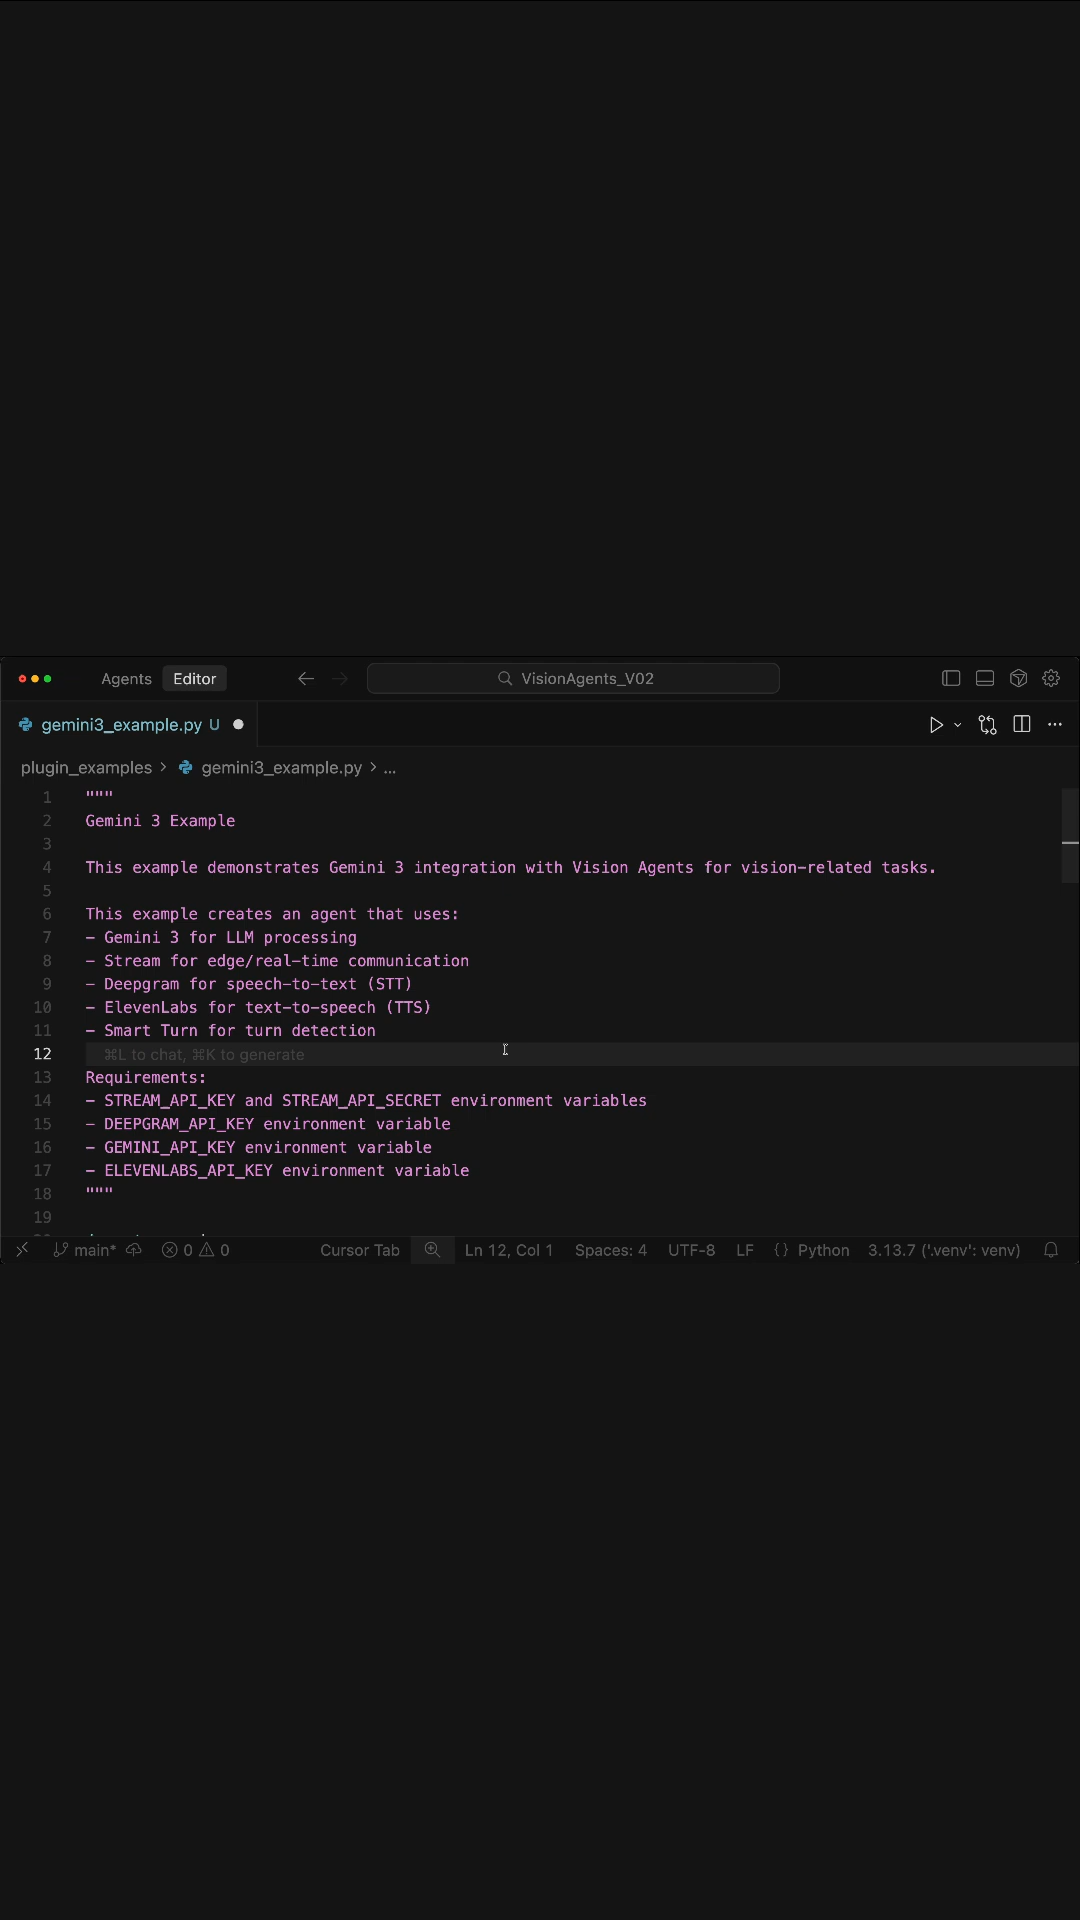 Agents Editor VisionAgents_V02
gemini3_example.py U
plugin_examples > gemini3_example.py > ...
1 """
2 Gemini 3 Example
3
4 This example demonstrates Gemini 3 integration with Vision Agents for vision-related tasks.
5
6 This example creates an agent that uses:
7 - Gemini 3 for LLM processing
8 - Stream for edge/real-time communication
9 - Deepgram for speech-to-text (STT)
10 - ElevenLabs for text-to-speech (TTS)
11 - Smart Turn for turn detection
12 ⌘L to chat, ⌘K to generate
13 Requirements:
14 - STREAM_API_KEY and STREAM_API_SECRET environment variables
15 - DEEPGRAM_API_KEY environment variable
16 - GEMINI_API_KEY environment variable
17 - ELEVENLABS_API_KEY environment variable
18 """
19
main* 0 0 Cursor Tab Ln 12, Col 1 Spaces: 4 UTF-8 LF {} Python 3.13.7 ('.venv': venv)